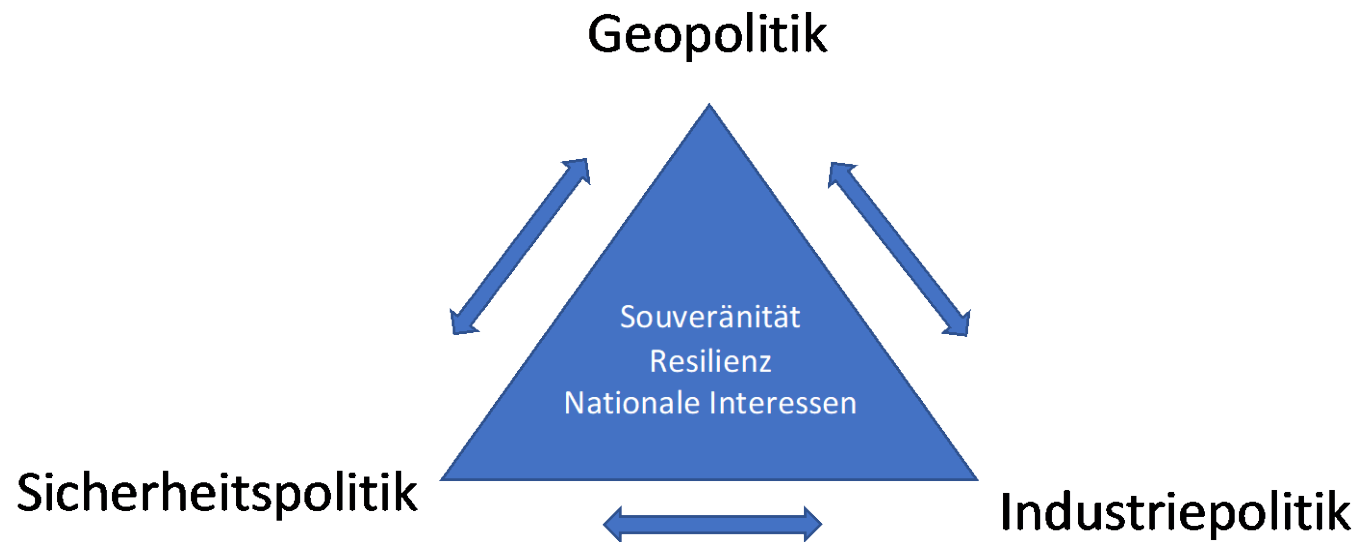 Geopolitik
Souveränität
Resilienz
Nationale Interessen
Sicherheitspolitik
Industriepolitik